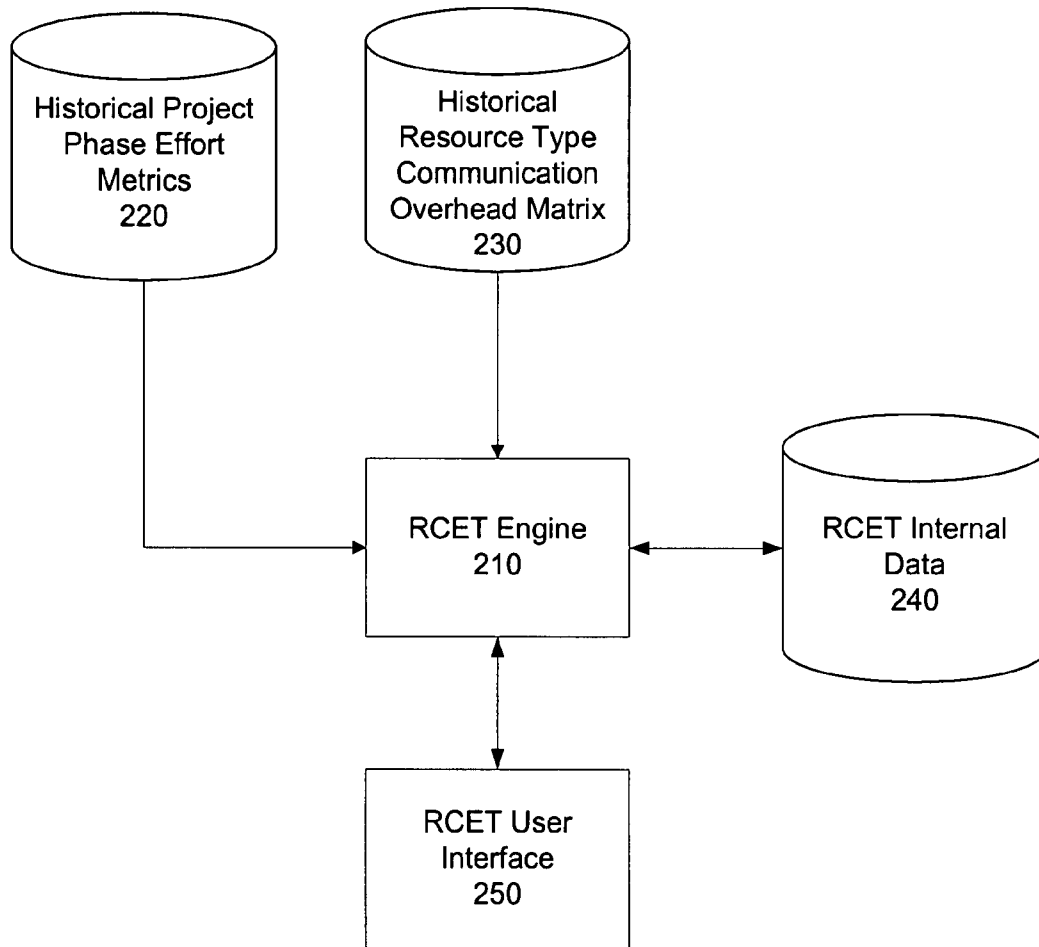 Historical Project
Phase Effort
Metrics
220
Historical
Resource Type
Communication
Overhead Matrix
230
RCET Engine
210
RCET Internal
Data
240
RCET User
Interface
250